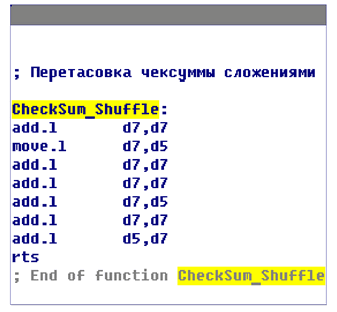 ; Перетасовка чексуммы сложениями
CheckSum_Shuffle:
add.l d7,d7
move.l d7,d5
add.l d7,d7
add.l d7,d7
add.l d7,d5
add.l d7,d7
add.l d5,d7
rts
; End of function CheckSum_Shuffle